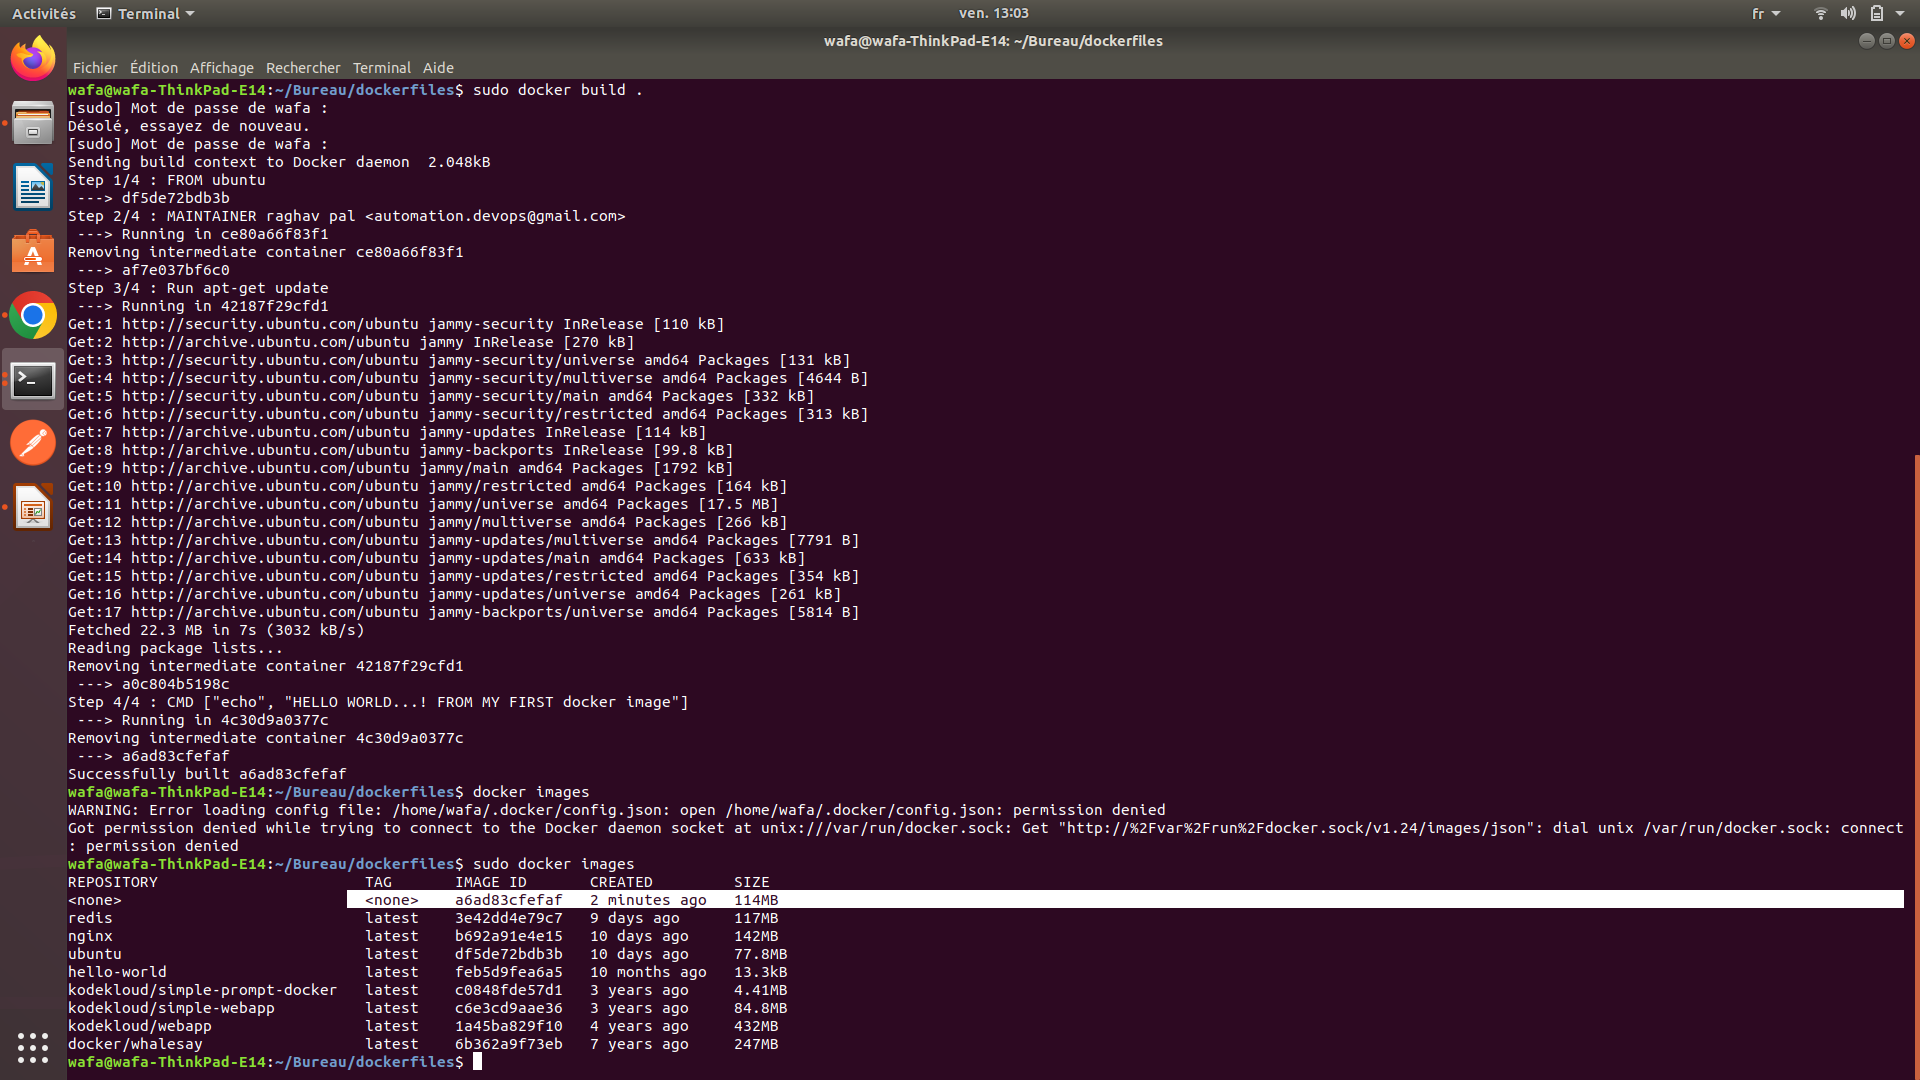 Activités Terminal ven. 13:03 fr
wafa@wafa-ThinkPad-E14: ~/Bureau/dockerfiles
Fichier Édition Affichage Rechercher Terminal Aide
wafa@wafa-ThinkPad-E14:~/Bureau/dockerfiles$ sudo docker build .
[sudo] Mot de passe de wafa :
Désolé, essayez de nouveau.
[sudo] Mot de passe de wafa :
Sending build context to Docker daemon  2.048kB
Step 1/4 : FROM ubuntu
 ---> df5de72bdb3b
Step 2/4 : MAINTAINER raghav pal <automation.devops@gmail.com>
 ---> Running in ce80a66f83f1
Removing intermediate container ce80a66f83f1
 ---> af7e037bf6c0
Step 3/4 : Run apt-get update
 ---> Running in 42187f29cfd1
Get:1 http://security.ubuntu.com/ubuntu jammy-security InRelease [110 kB]
Get:2 http://archive.ubuntu.com/ubuntu jammy InRelease [270 kB]
Get:3 http://security.ubuntu.com/ubuntu jammy-security/universe amd64 Packages [131 kB]
Get:4 http://security.ubuntu.com/ubuntu jammy-security/multiverse amd64 Packages [4644 B]
Get:5 http://security.ubuntu.com/ubuntu jammy-security/main amd64 Packages [332 kB]
Get:6 http://security.ubuntu.com/ubuntu jammy-security/restricted amd64 Packages [313 kB]
Get:7 http://archive.ubuntu.com/ubuntu jammy-updates InRelease [114 kB]
Get:8 http://archive.ubuntu.com/ubuntu jammy-backports InRelease [99.8 kB]
Get:9 http://archive.ubuntu.com/ubuntu jammy/main amd64 Packages [1792 kB]
Get:10 http://archive.ubuntu.com/ubuntu jammy/restricted amd64 Packages [164 kB]
Get:11 http://archive.ubuntu.com/ubuntu jammy/universe amd64 Packages [17.5 MB]
Get:12 http://archive.ubuntu.com/ubuntu jammy/multiverse amd64 Packages [266 kB]
Get:13 http://archive.ubuntu.com/ubuntu jammy-updates/multiverse amd64 Packages [7791 B]
Get:14 http://archive.ubuntu.com/ubuntu jammy-updates/main amd64 Packages [633 kB]
Get:15 http://archive.ubuntu.com/ubuntu jammy-updates/restricted amd64 Packages [354 kB]
Get:16 http://archive.ubuntu.com/ubuntu jammy-updates/universe amd64 Packages [261 kB]
Get:17 http://archive.ubuntu.com/ubuntu jammy-backports/universe amd64 Packages [5814 B]
Fetched 22.3 MB in 7s (3032 kB/s)
Reading package lists...
Removing intermediate container 42187f29cfd1
 ---> a0c804b5198c
Step 4/4 : CMD ["echo", "HELLO WORLD...! FROM MY FIRST docker image"]
 ---> Running in 4c30d9a0377c
Removing intermediate container 4c30d9a0377c
 ---> a6ad83cfefaf
Successfully built a6ad83cfefaf
wafa@wafa-ThinkPad-E14:~/Bureau/dockerfiles$ docker images
WARNING: Error loading config file: /home/wafa/.docker/config.json: open /home/wafa/.docker/config.json: permission denied
Got permission denied while trying to connect to the Docker daemon socket at unix:///var/run/docker.sock: Get "http://%2Fvar%2Frun%2Fdocker.sock/v1.24/images/json": dial unix /var/run/docker.sock: connect
: permission denied
wafa@wafa-ThinkPad-E14:~/Bureau/dockerfiles$ sudo docker images
REPOSITORY                       TAG       IMAGE ID       CREATED         SIZE
<none>                           <none>    a6ad83cfefaf   2 minutes ago   114MB
redis                            latest    3e42dd4e79c7   9 days ago      117MB
nginx                            latest    b692a91e4e15   10 days ago     142MB
ubuntu                           latest    df5de72bdb3b   10 days ago     77.8MB
hello-world                      latest    feb5d9fea6a5   10 months ago   13.3kB
kodekloud/simple-prompt-docker   latest    c0848fde57d1   3 years ago     4.41MB
kodekloud/simple-webapp          latest    c6e3cd9aae36   3 years ago     84.8MB
kodekloud/webapp                 latest    1a45ba829f10   4 years ago     432MB
docker/whalesay                  latest    6b362a9f73eb   7 years ago     247MB
wafa@wafa-ThinkPad-E14:~/Bureau/dockerfiles$